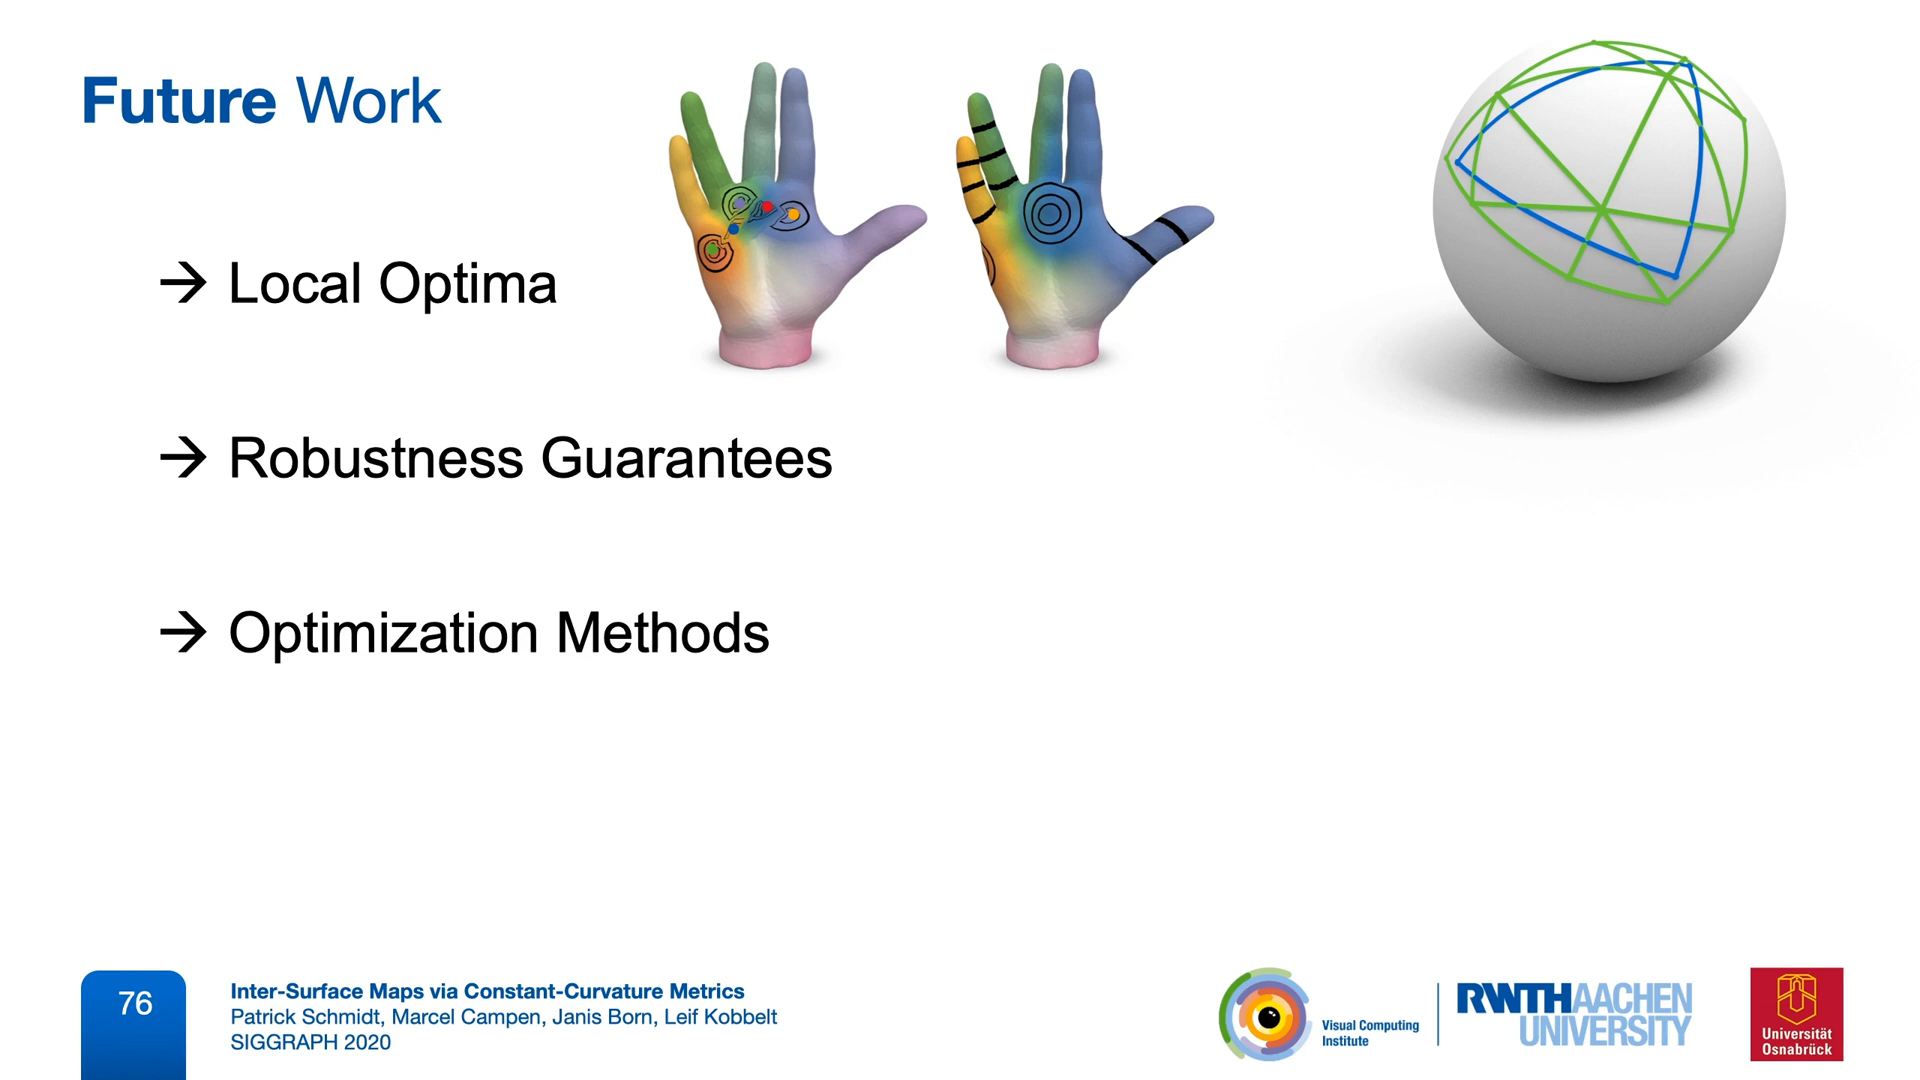 Future Work
→ Local Optima
→ Robustness Guarantees
→ Optimization Methods
76
Inter-Surface Maps via Constant-Curvature Metrics
Patrick Schmidt, Marcel Campen, Janis Born, Leif Kobbelt
SIGGRAPH 2020
Visual Computing
Institute
RWTHAACHEN
UNIVERSITY
Universität
Osnabrück